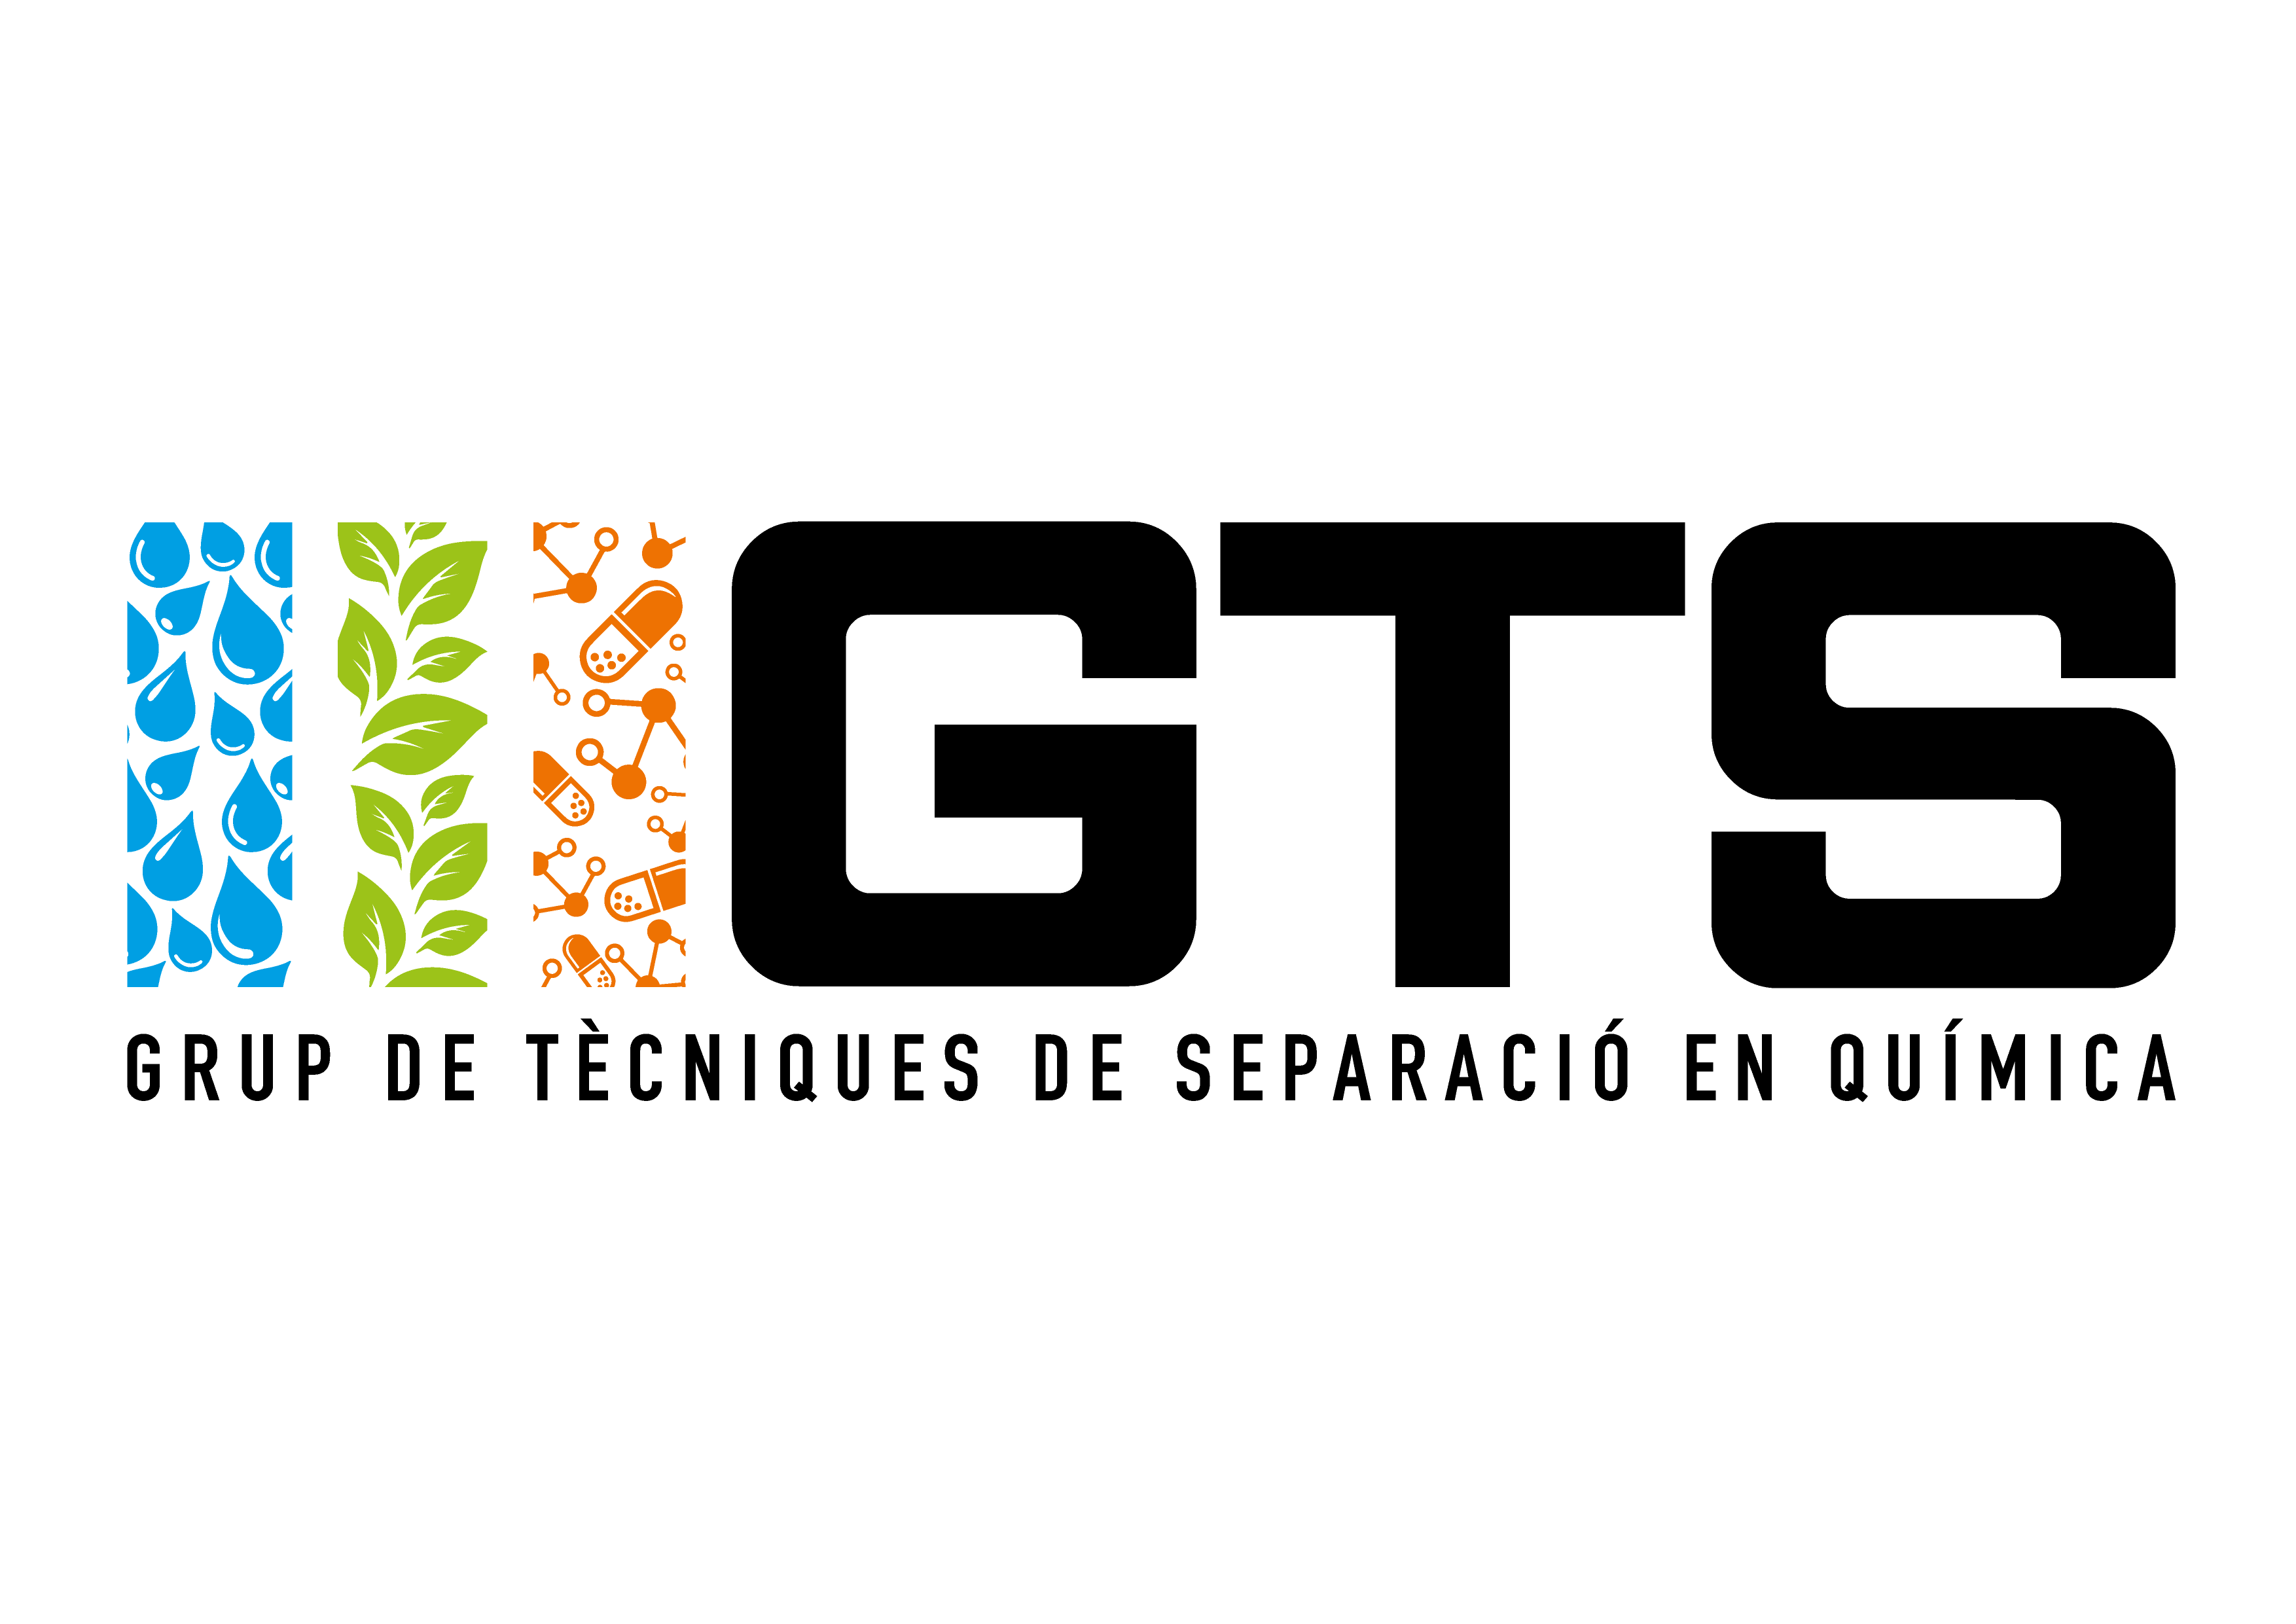 GTS
GRUP DE TÈCNIQUES DE SEPARACIÓ EN QUÍMICA